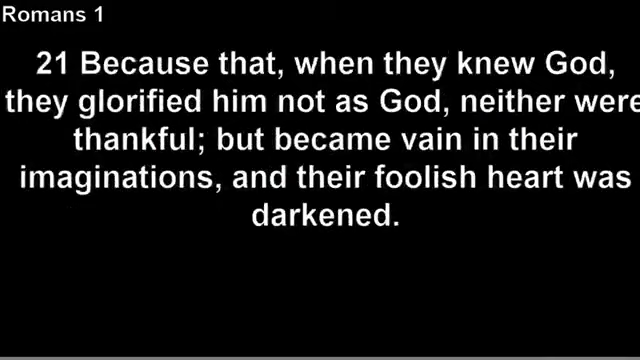 Romans 1
21 Because that, when they knew God,
they glorified him not as God, neither were
thankful; but became vain in their
imaginations, and their foolish heart was
darkened.